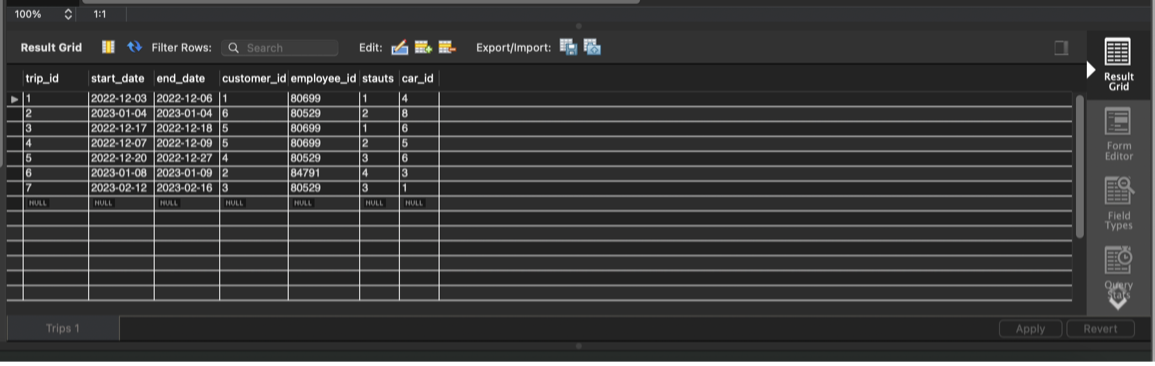 100% 1:1
Result Grid Filter Rows: Search Edit: Export/Import:
trip_id start_date end_date customer_id employee_id stauts car_id
1 2022-12-03 2022-12-06 1 80699 1 4
2 2023-01-04 2023-01-04 6 80529 2 8
3 2022-12-17 2022-12-18 5 80699 1 6
4 2022-12-07 2022-12-09 5 80699 2 5
5 2022-12-20 2022-12-27 4 80529 3 6
6 2023-01-08 2023-01-09 2 84791 4 3
7 2023-02-12 2023-02-16 3 80529 3 1
NULL NULL NULL NULL NULL NULL NULL
Result
Grid
Form
Editor
Field
Types
Query
Stats
Trips 1 Apply Revert